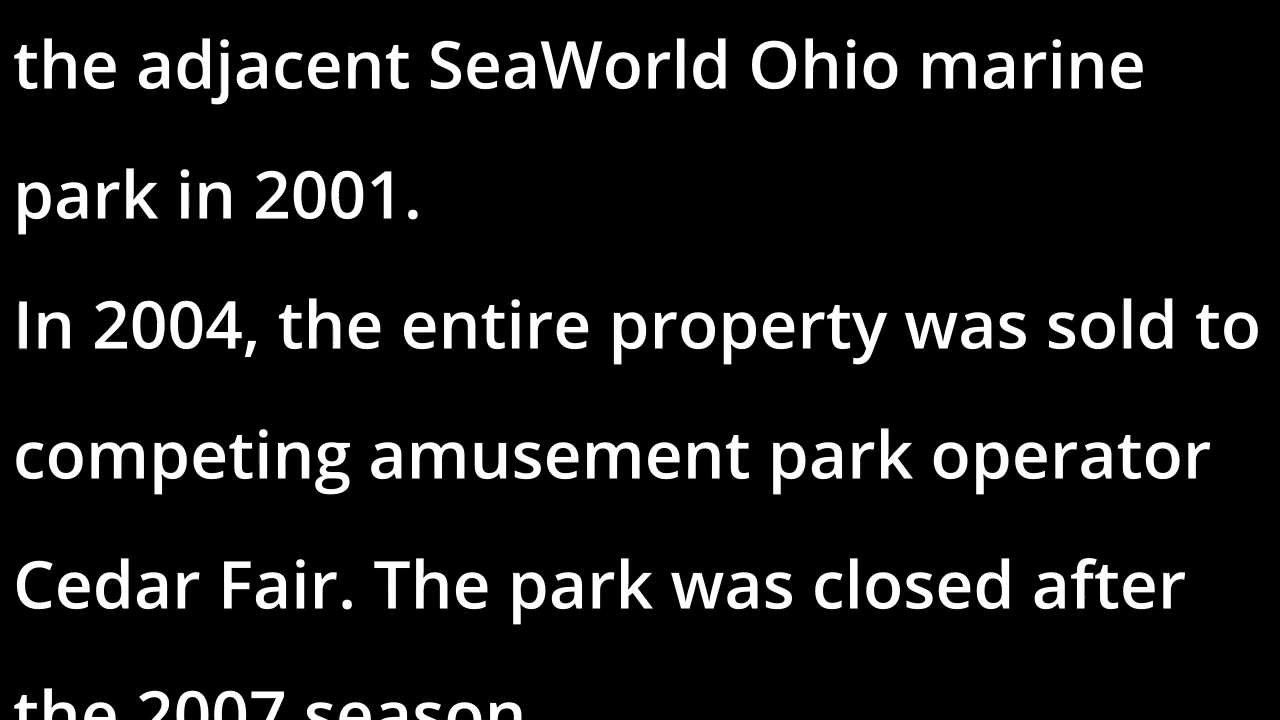 the adjacent SeaWorld Ohio marine
park in 2001.
In 2004, the entire property was sold to
competing amusement park operator
Cedar Fair. The park was closed after
the 2007 season